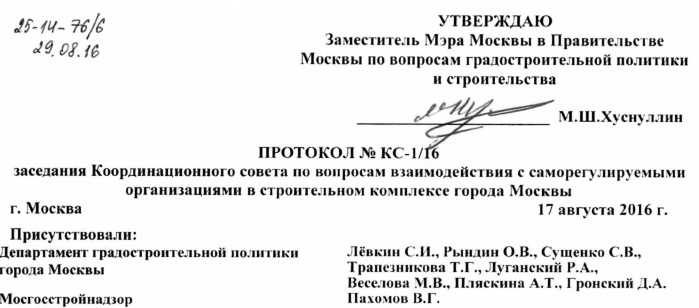 25-14-76/6
29.08.16
УТВЕРЖДАЮ
Заместитель Мэра Москвы в Правительстве
Москвы по вопросам градостроительной политики
и строительства
М.Ш.Хуснуллин
ПРОТОКОЛ № КС-1/16
заседания Координационного совета по вопросам взаимодействия с саморегулируемыми
организациями в строительном комплексе города Москвы
г. Москва 17 августа 2016 г.
Присутствовали:
Департамент градостроительной политики Лёвкин С.И., Рындин О.В., Сущенко С.В.,
города Москвы Трапезникова Т.Г., Луганский Р.А.,
Веселова М.В., Пляскина А.Т., Гронский Д.А.
Мосгосстройнадзор Пахомов В.Г.